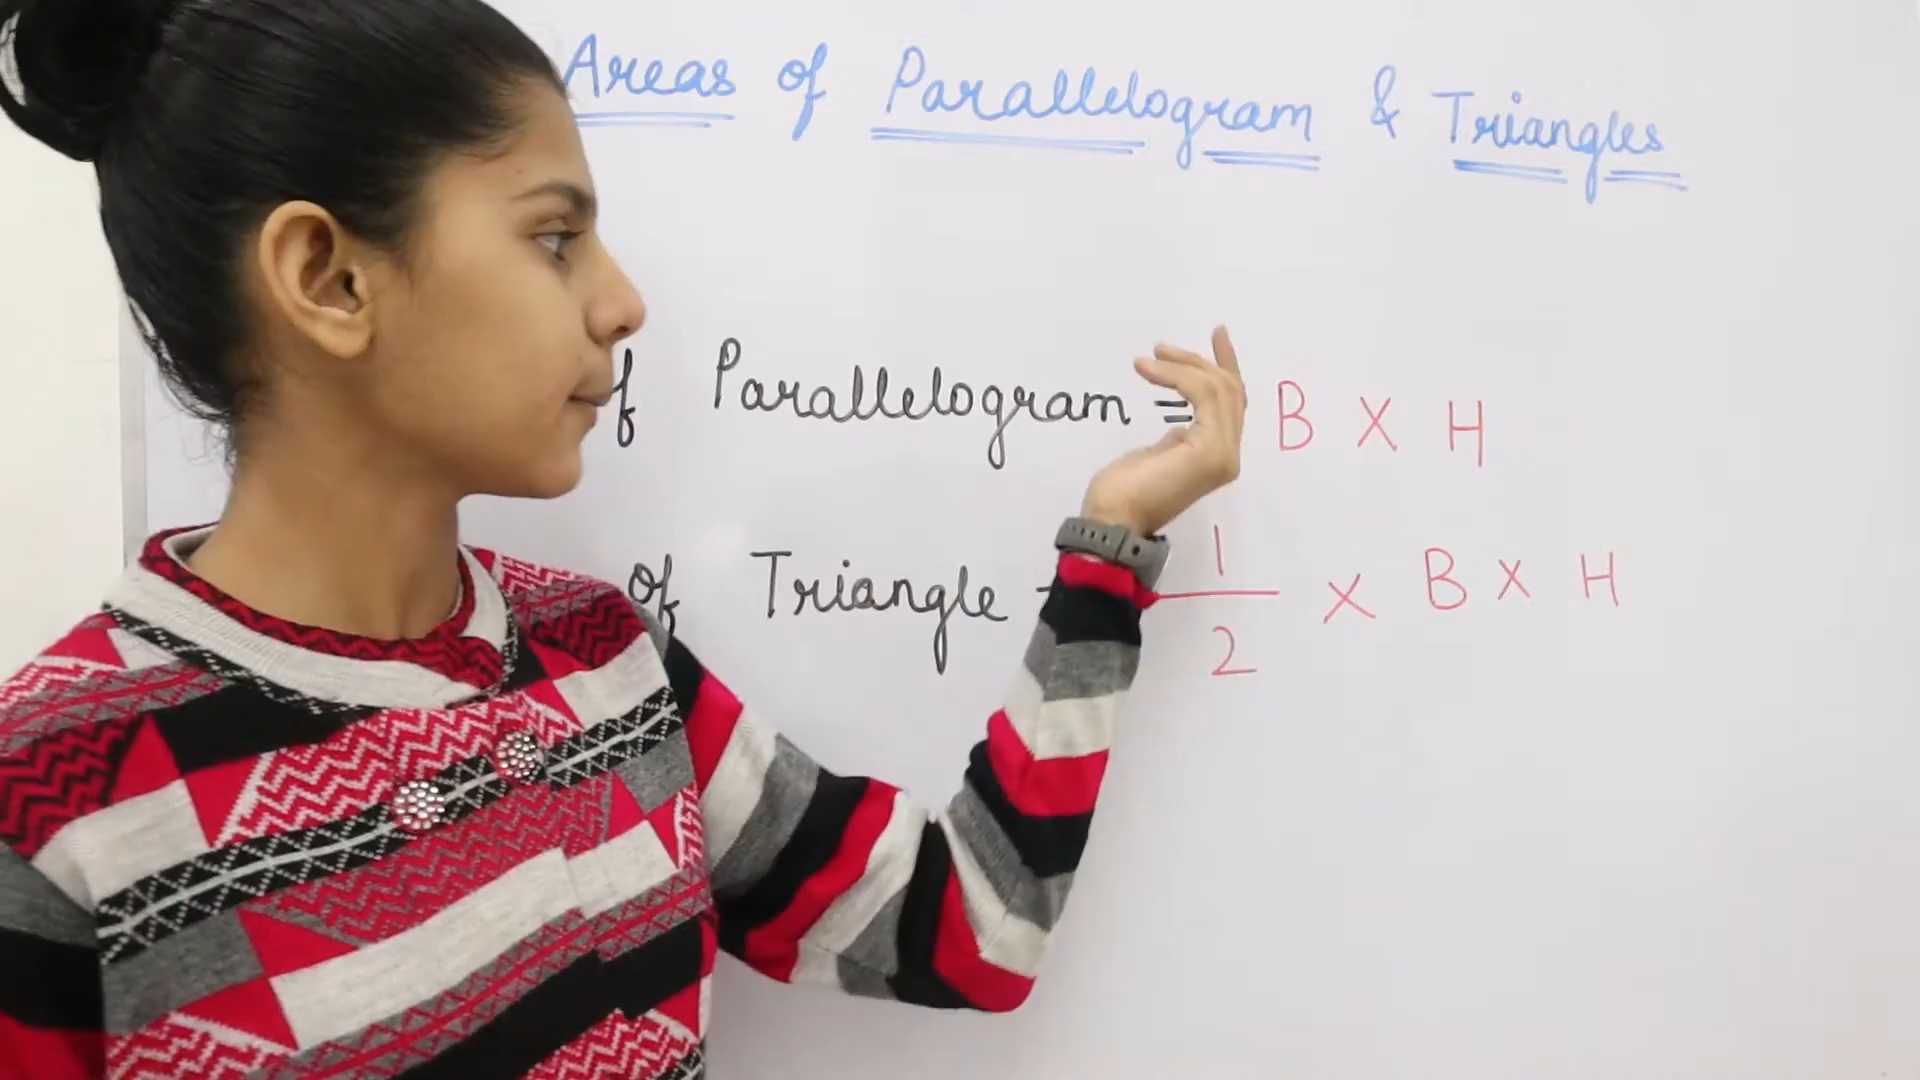 Areas of Parallelogram & Triangles
Parallelogram = B X H
of Triangle 1/2 X B X H